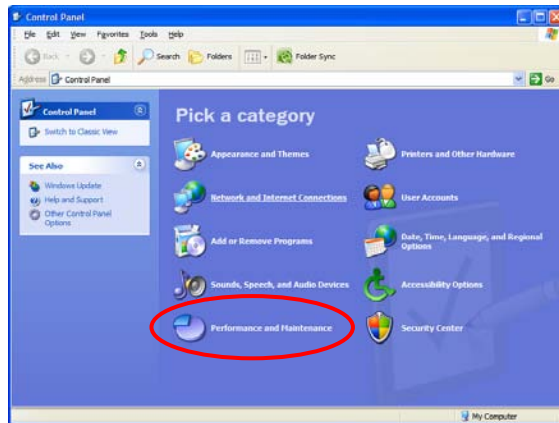 Control Panel
File Edit View Favorites Tools Help
Back Search Folders Folder Sync
Address Control Panel Go
Control Panel
Switch to Classic View
See Also
Windows Update
Help and Support
Other Control Panel
Options
Pick a category
Appearance and Themes
Printers and Other Hardware
Network and Internet Connections
User Accounts
Add or Remove Programs
Date, Time, Language, and Regional
Options
Sounds, Speech, and Audio Devices
Accessibility Options
Performance and Maintenance
Security Center
My Computer